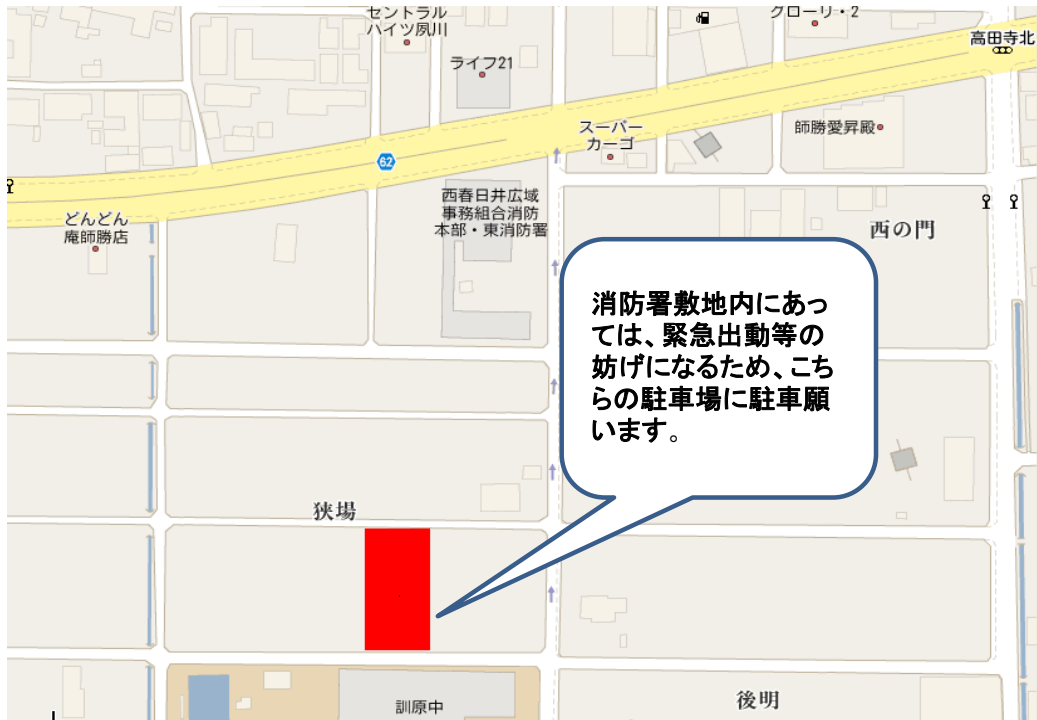 セントラル
ハイツ夙川
グローリ・2
高田寺北
ライフ21
スーパー
カーゴ
師勝愛昇殿
62
西春日井広域
事務組合消防
本部・東消防署
どんどん
庵師勝店
西の門
消防署敷地内にあっ
ては、緊急出動等の
妨げになるため、こち
らの駐車場に駐車願
います。
狭場
訓原中
後明